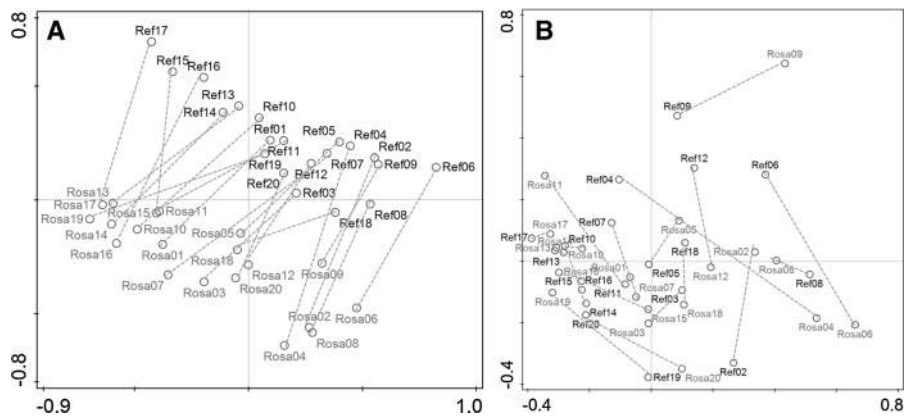 A
0.8
Ref17
Ref15
Ref16
Ref13
Ref14
Ref10
Ref01
Ref05
Ref04
Ref11
Ref02
Ref19
Ref12
Ref07
Ref09
Ref06
Ref20
Ref03
Rosa13
Rosa17
Rosa15
Rosa11
Rosa19
Ref18
Ref08
Rosa14
Rosa10
Rosa05
Rosa16
Rosa01
Rosa18
Rosa07
Rosa12
Rosa09
Rosa03
Rosa20
Rosa02
Rosa06
Rosa08
Rosa04
-0.8
-0.9
1.0
B
0.8
Rosa09
Ref09
Ref12
Ref06
Rosa11
Ref04
Rosa17
Ref07
Rosa05
Ref17
Ref10
Ref18
Rosa02
Rosa13
Rosa10
Ref13
Ref05
Rosa08
Rosa01
Rosa12
Ref15
Ref16
Rosa07
Ref08
Rosa19
Ref11
Ref03
Ref14
Rosa15
Rosa18
Ref20
Rosa03
Rosa04
Rosa06
Ref19
Rosa20
Ref02
-0.4
-0.4
0.8